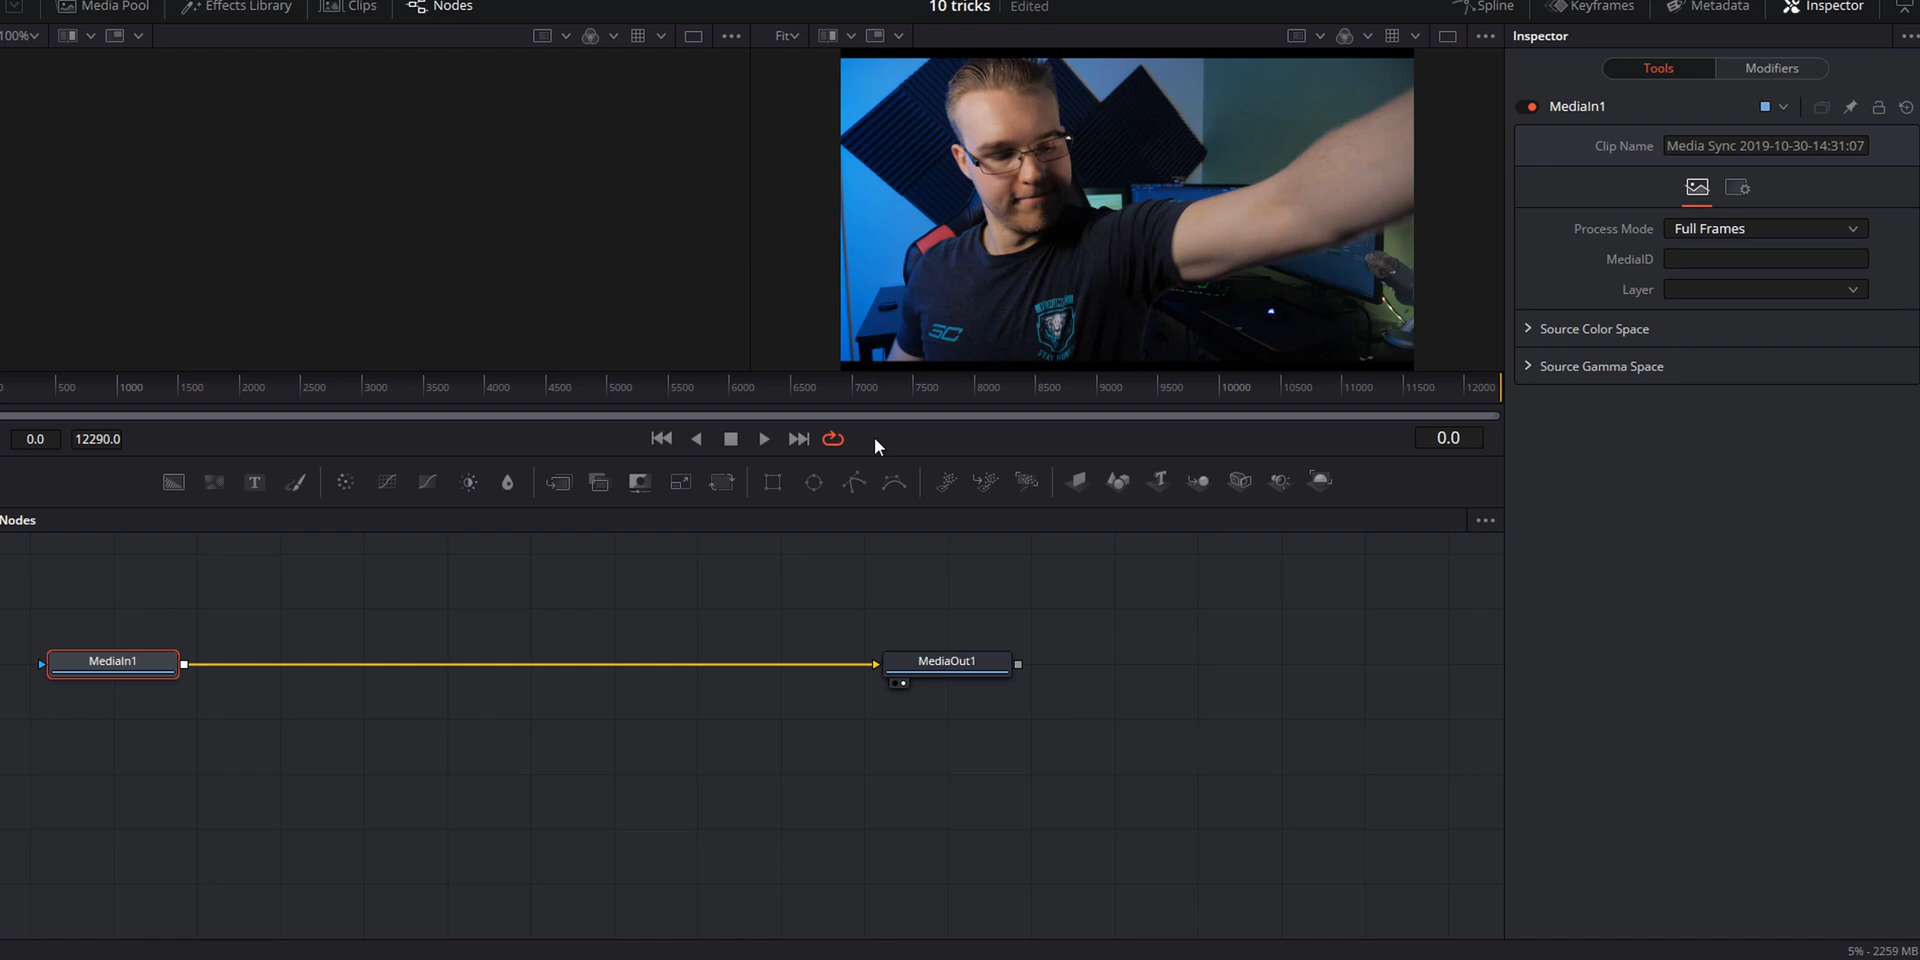 Media Pool Effects Library Clips Nodes 10 tricks Edited Spline Keyframes Metadata Inspector
100% Fit Inspector
Tools Modifiers
MediaIn1
Clip Name Media Sync 2019-10-30-14:31:07
Process Mode Full Frames
MediaID
Layer
Source Color Space
Source Gamma Space
500 1000 1500 2000 2500 3000 3500 4000 4500 5000 5500 6000 6500 7000 7500 8000 8500 9000 9500 10000 10500 11000 11500 12000
0.0 12290.0 0.0
T
Nodes
MediaIn1 MediaOut1
5% - 2259 MB